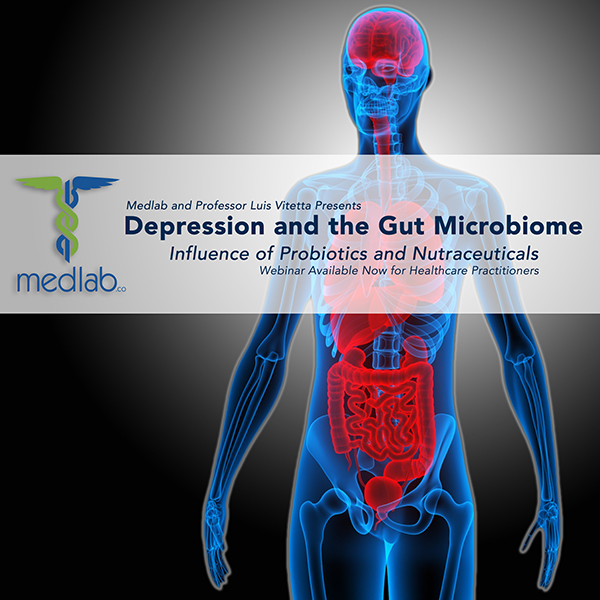 Medlab and Professor Luis Vitetta Presents
Depression and the Gut Microbiome
Influence of Probiotics and Nutraceuticals
Webinar Available Now for Healthcare Practitioners
medlab.co